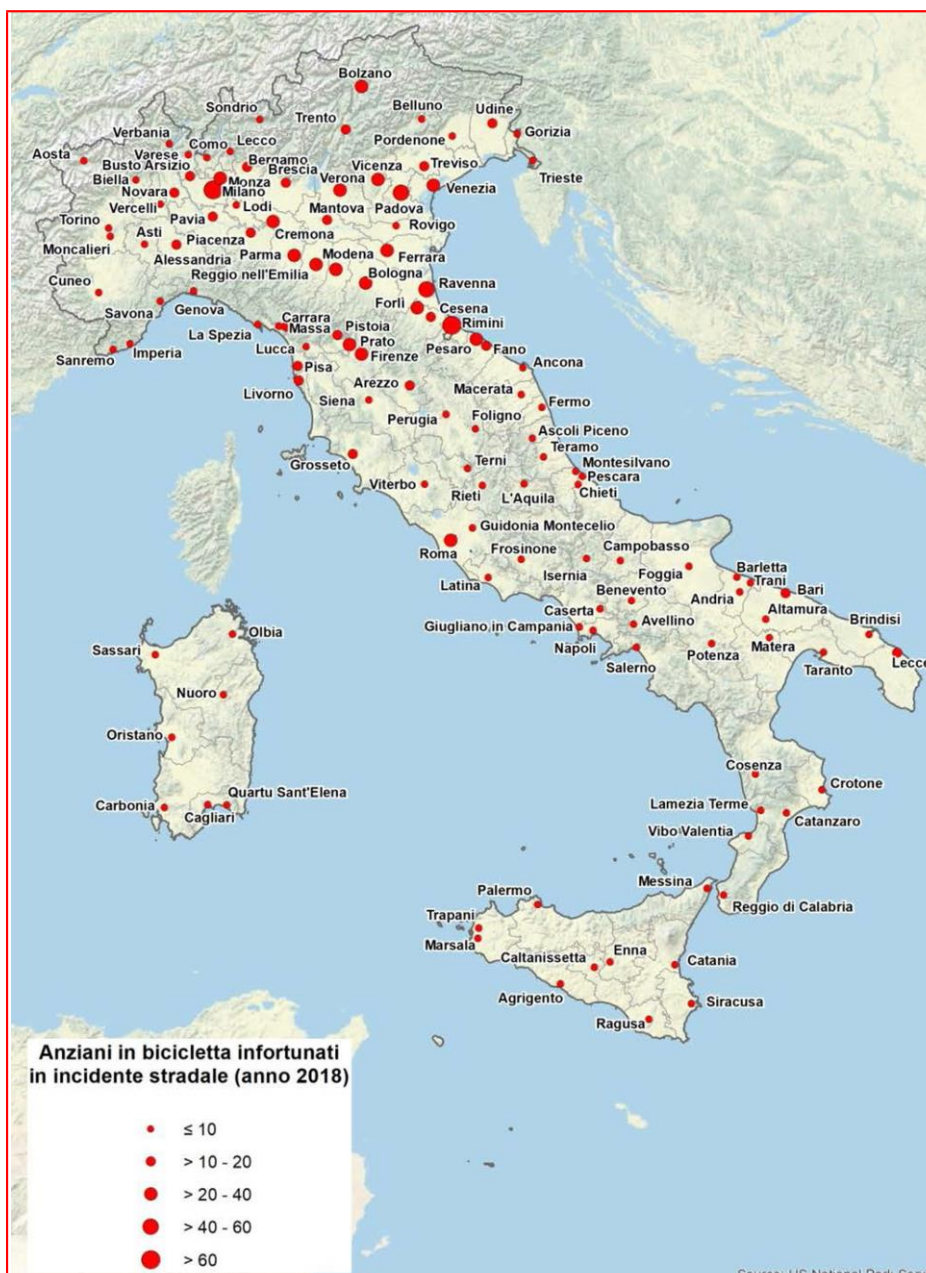 Bolzano
Sondrio
Belluno
Udine
Trento
Verbania
Lecco
Pordenone
Gorizia
Como
Aosta
Varese
Bergamo
Busto Arsizio
Brescia
Vicenza
Treviso
Trieste
Biella
Monza
Verona
Novara
Milano
Venezia
Padova
Vercelli
Lodi
Mantova
Torino
Pavia
Rovigo
Asti
Cremona
Piacenza
Moncalieri
Alessandria
Parma
Modena
Ferrara
Reggio nell'Emilia
Bologna
Cuneo
Ravenna
Forlì
Savona
Genova
Cesena
Carrara
La Spezia
Massa
Pistoia
Rimini
Sanremo
Imperia
Lucca
Prato
Pesaro
Fano
Firenze
Pisa
Ancona
Arezzo
Macerata
Livorno
Siena
Fermo
Perugia
Foligno
Ascoli Piceno
Teramo
Grosseto
Terni
Montesilvano
Pescara
Viterbo
Rieti
L'Aquila
Chieti
Guidonia Montecelio
Roma
Frosinone
Campobasso
Barletta
Latina
Isernia
Foggia
Trani
Benevento
Andria
Bari
Caserta
Altamura
Giugliano in Campania
Avellino
Brindisi
Olbia
Napoli
Matera
Sassari
Salerno
Potenza
Taranto
Lecce
Nuoro
Oristano
Cosenza
Crotone
Quartu Sant'Elena
Carbonia
Lamezia Terme
Cagliari
Catanzaro
Vibo Valentia
Messina
Palermo
Reggio di Calabria
Trapani
Marsala
Enna
Caltanissetta
Catania
Agrigento
Siracusa
Ragusa
Anziani in bicicletta infortunati
in incidente stradale (anno 2018)
≤ 10
> 10 - 20
> 20 - 40
> 40 - 60
> 60